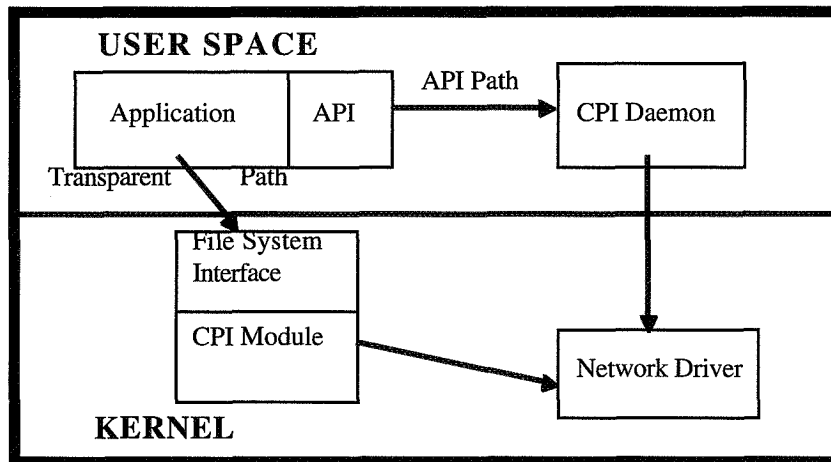 USER SPACE
Application
API
API Path
CPI Daemon
Transparent Path
File System
Interface
CPI Module
Network Driver
KERNEL